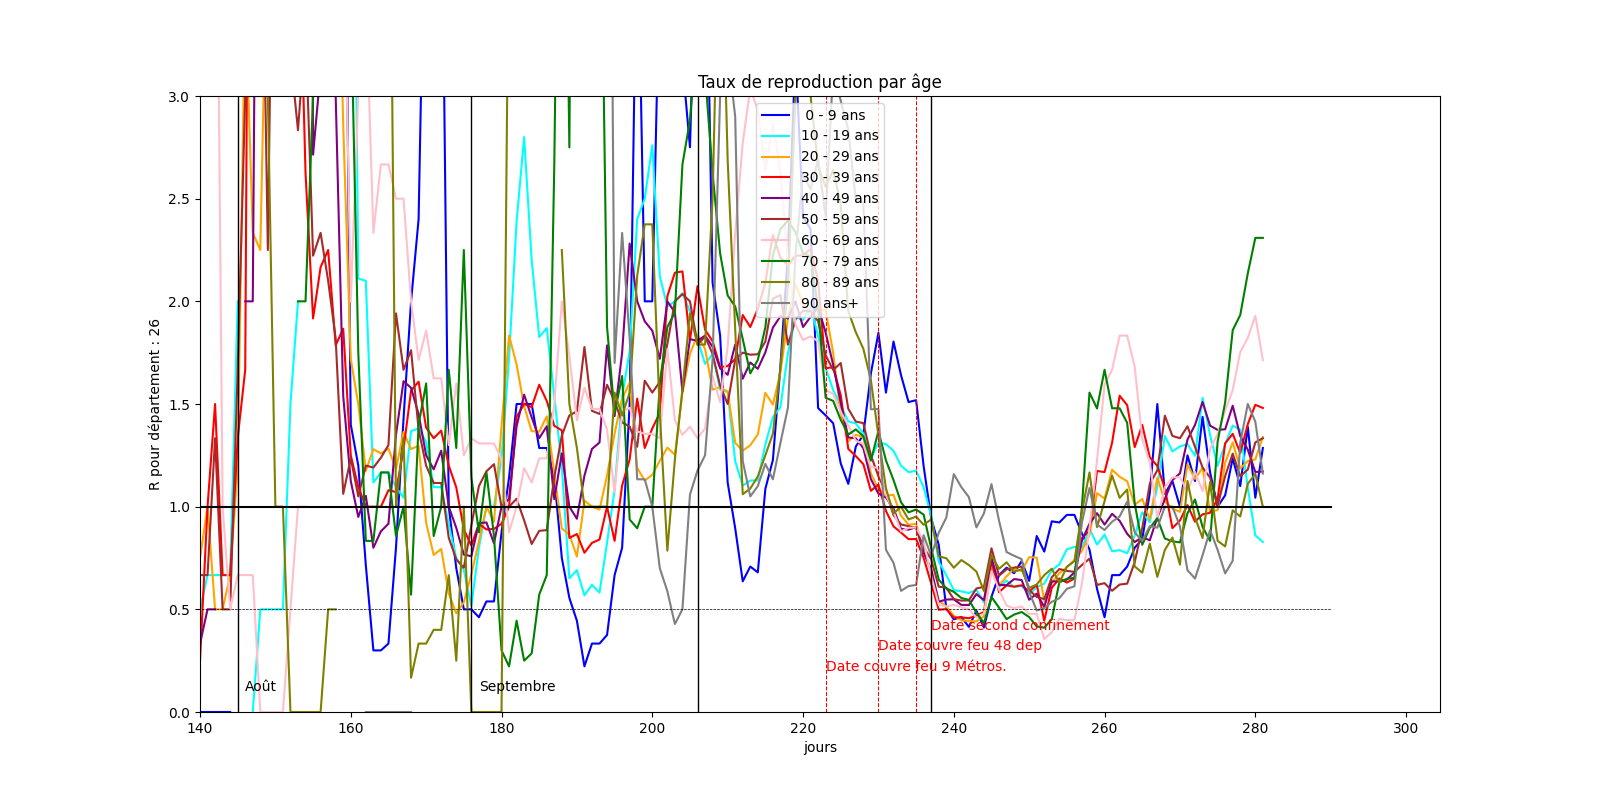 Taux de reproduction par âge
3.0
2.5
2.0
1.5
1.0
0.5
0.0
R pour département : 26
0 - 9 ans
10 - 19 ans
20 - 29 ans
30 - 39 ans
40 - 49 ans
50 - 59 ans
60 - 69 ans
70 - 79 ans
80 - 89 ans
90 ans+
Date second confinement
Date couvre feu 48 dep
Date couvre feu 9 Métros.
Août
Septembre
140
160
180
200
220
240
260
280
300
jours